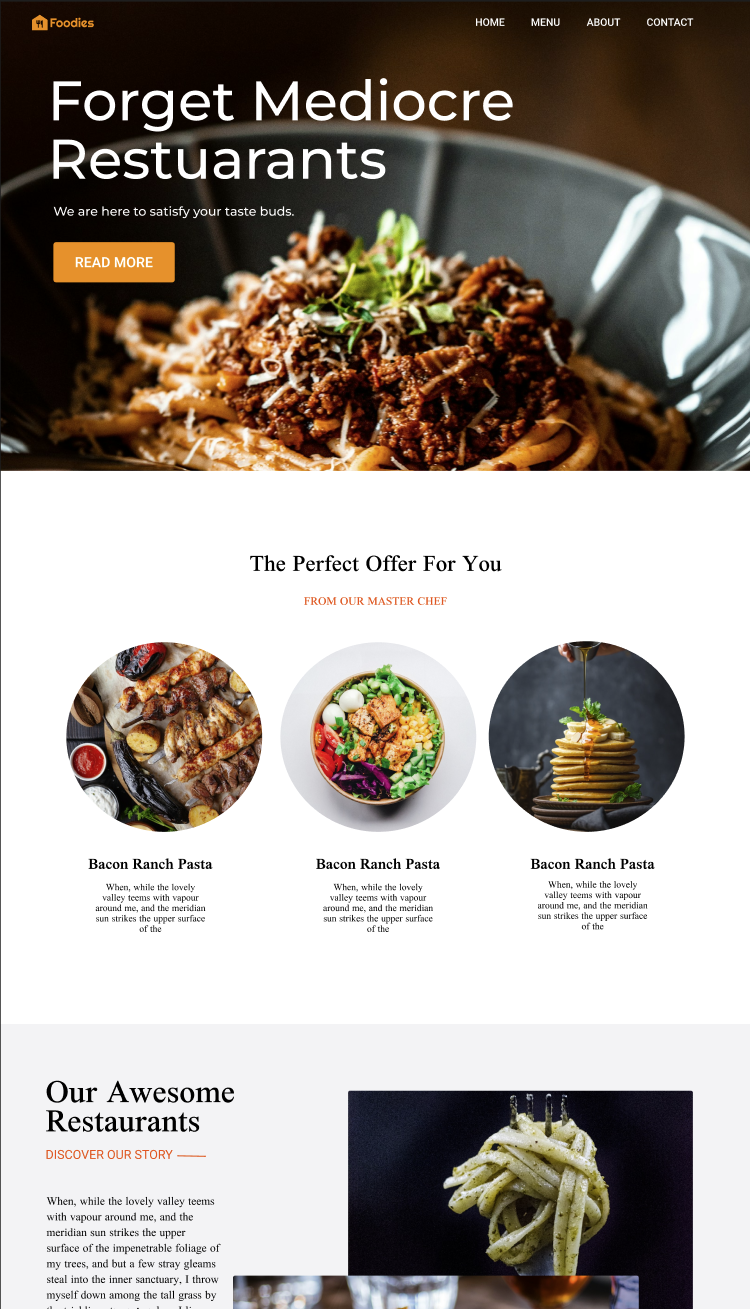 Foodies
HOME MENU ABOUT CONTACT
Forget Mediocre
Restuarants
We are here to satisfy your taste buds.
READ MORE
The Perfect Offer For You
FROM OUR MASTER CHEF
Bacon Ranch Pasta
When, while the lovely
valley teems with vapour
around me, and the meridian
sun strikes the upper surface
of the
Bacon Ranch Pasta
When, while the lovely
valley teems with vapour
around me, and the meridian
sun strikes the upper surface
of the
Bacon Ranch Pasta
When, while the lovely
valley teems with vapour
around me, and the meridian
sun strikes the upper surface
of the
Our Awesome
Restaurants
DISCOVER OUR STORY
When, while the lovely valley teems
with vapour around me, and the
meridian sun strikes the upper
surface of the impenetrable foliage of
my trees, and but a few stray gleams
steal into the inner sanctuary, I throw
myself down among the tall grass by